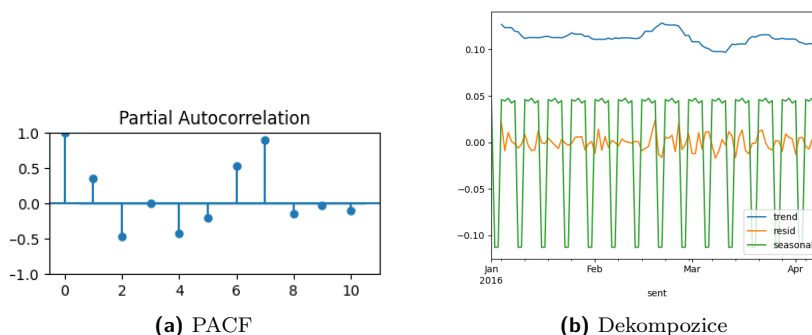 Partial Autocorrelation
1.0
0.5
0.0
−0.5
−1.0
0 2 4 6 8 10
(a) PACF
0.10
0.05
0.00
−0.05
−0.10
trend
resid
seasonal
Jan Feb Mar Apr
2016
sent
(b) Dekompozice